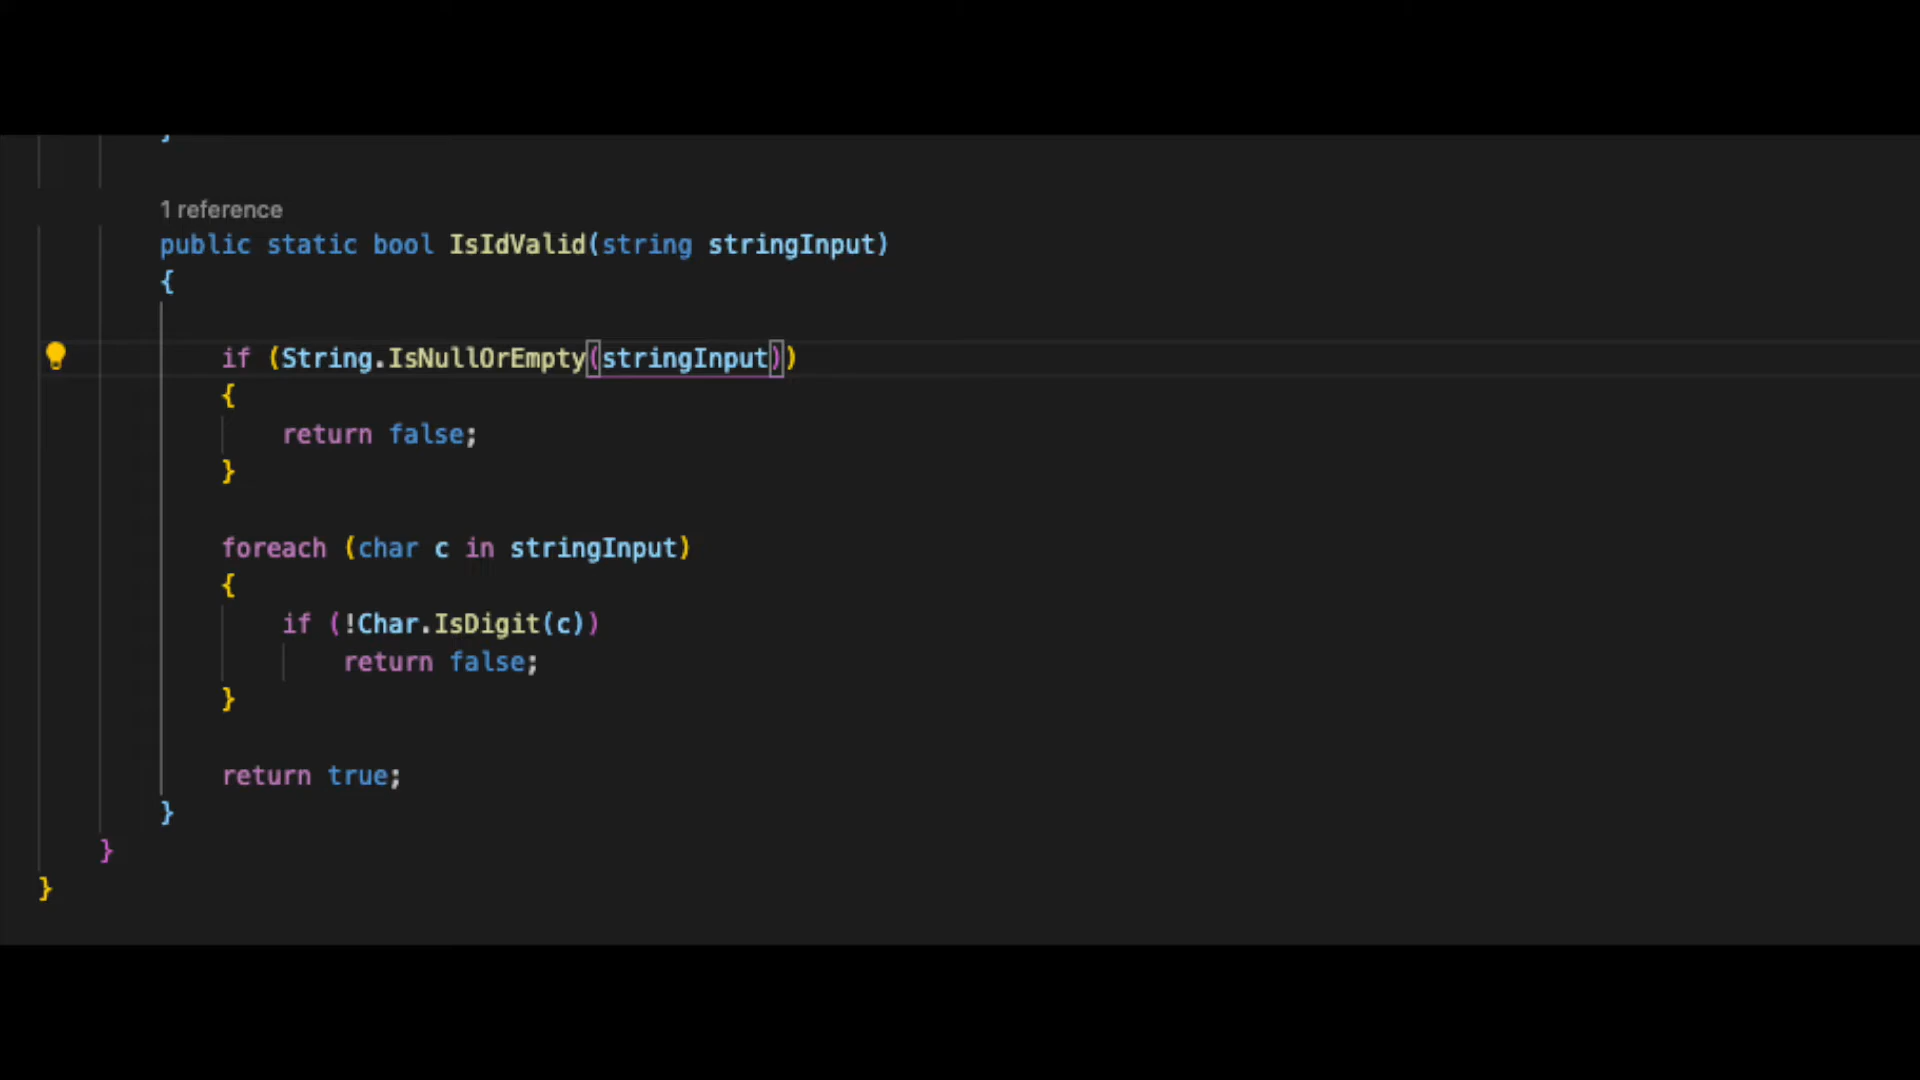 1 reference
public static bool IsIdValid(string stringInput)
{
if (String.IsNullOrEmpty(stringInput))
{
return false;
}
foreach (char c in stringInput)
{
if (!Char.IsDigit(c))
return false;
}
return true;
}
}
}